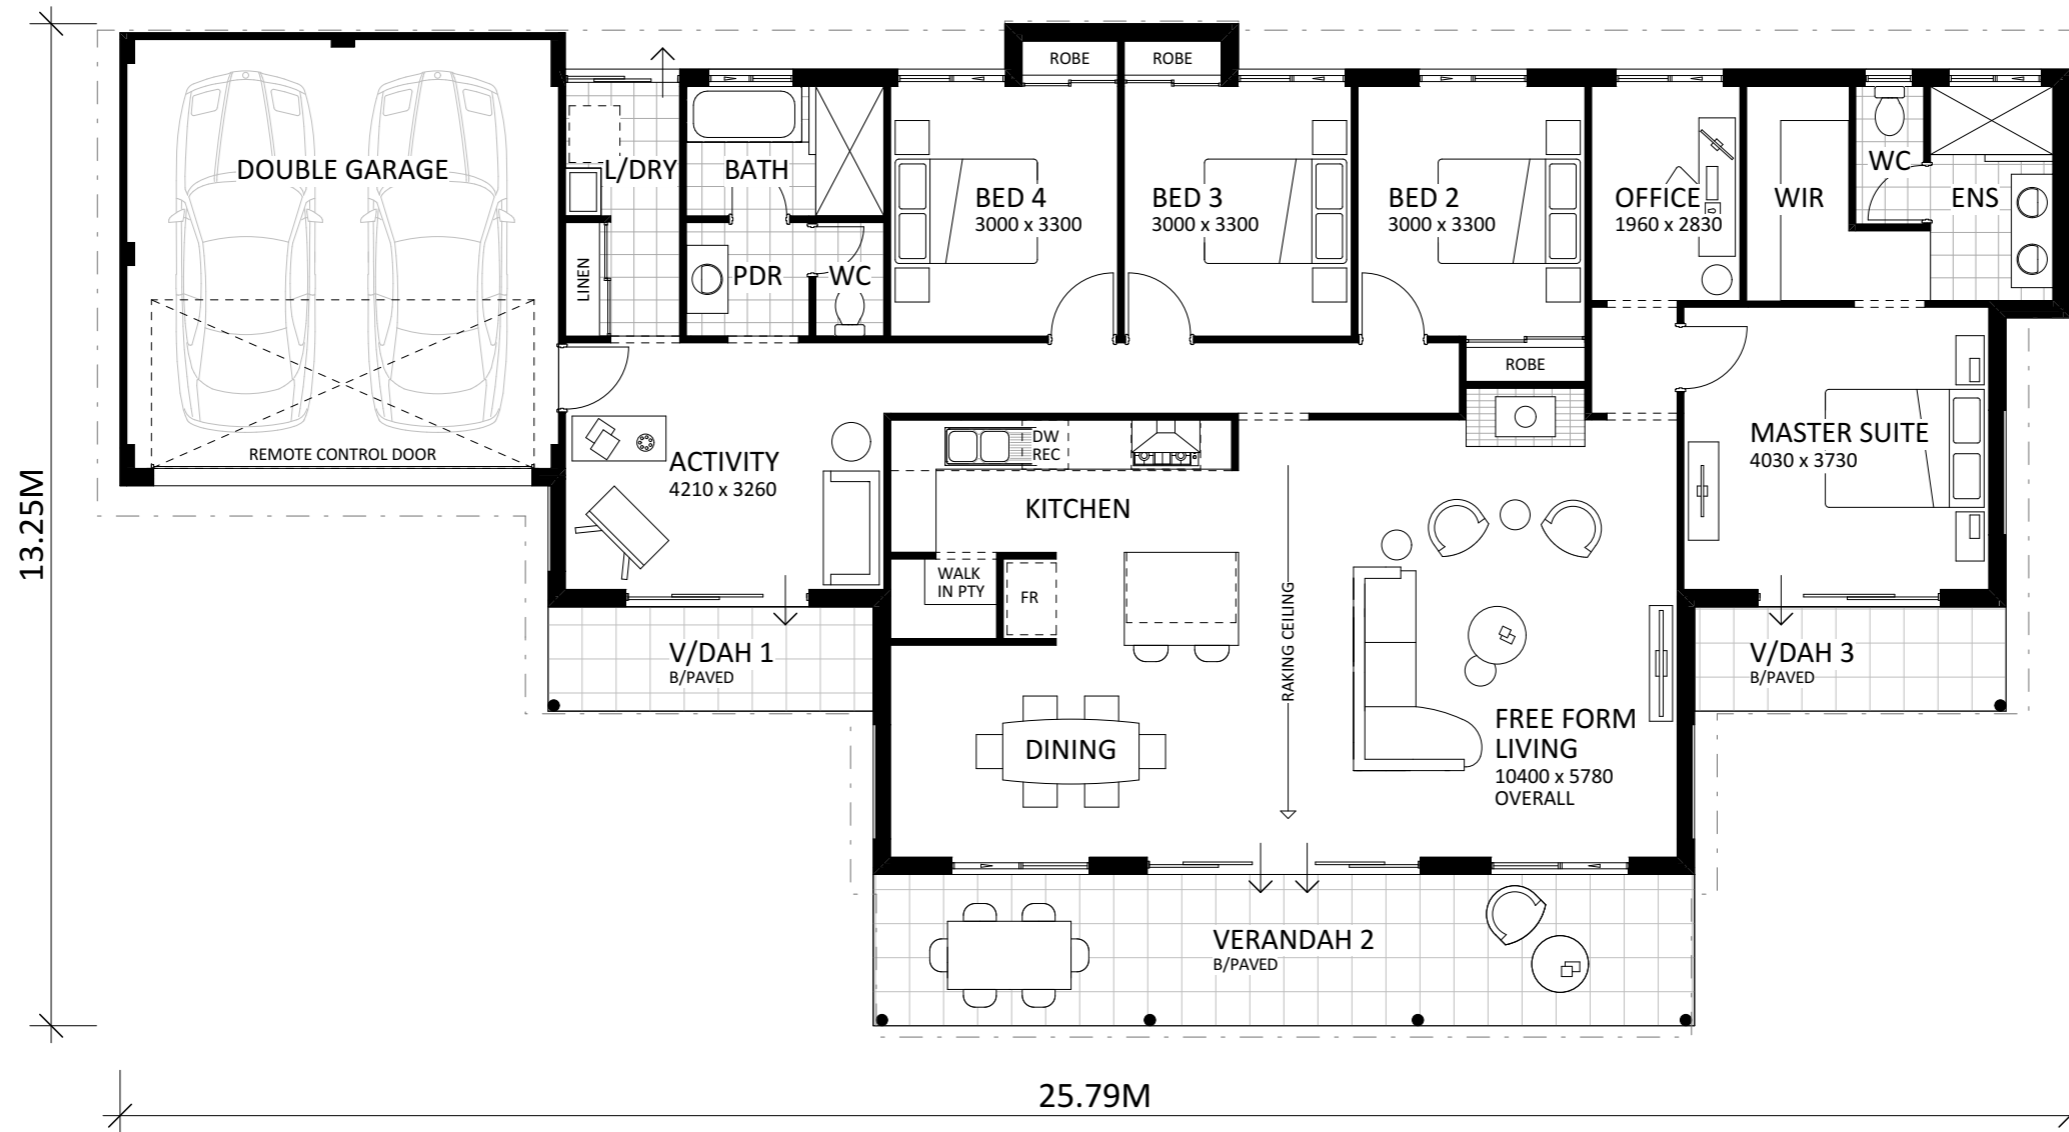 ROBE
ROBE
DOUBLE GARAGE
L/DRY
BATH
BED 4
3000 x 3300
BED 3
3000 x 3300
BED 2
3000 x 3300
OFFICE
1960 x 2830
WIR
WC
ENS
LINEN
PDR
WC
ROBE
REMOTE CONTROL DOOR
ACTIVITY
4210 x 3260
DW
REC
KITCHEN
MASTER SUITE
4030 x 3730
WALK
IN PTY
FR
RAKING CEILING
V/DAH 1
B/PAVED
V/DAH 3
B/PAVED
DINING
FREE FORM
LIVING
10400 x 5780
OVERALL
VERANDAH 2
B/PAVED
13.25M
25.79M